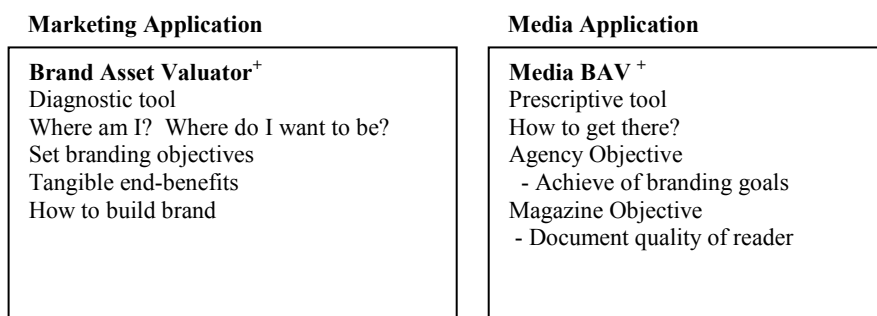 Marketing Application
Brand Asset Valuator+
Diagnostic tool
Where am I?  Where do I want to be?
Set branding objectives
Tangible end-benefits
How to build brand
Media Application
Media BAV +
Prescriptive tool
How to get there?
Agency Objective
- Achieve of branding goals
Magazine Objective
- Document quality of reader